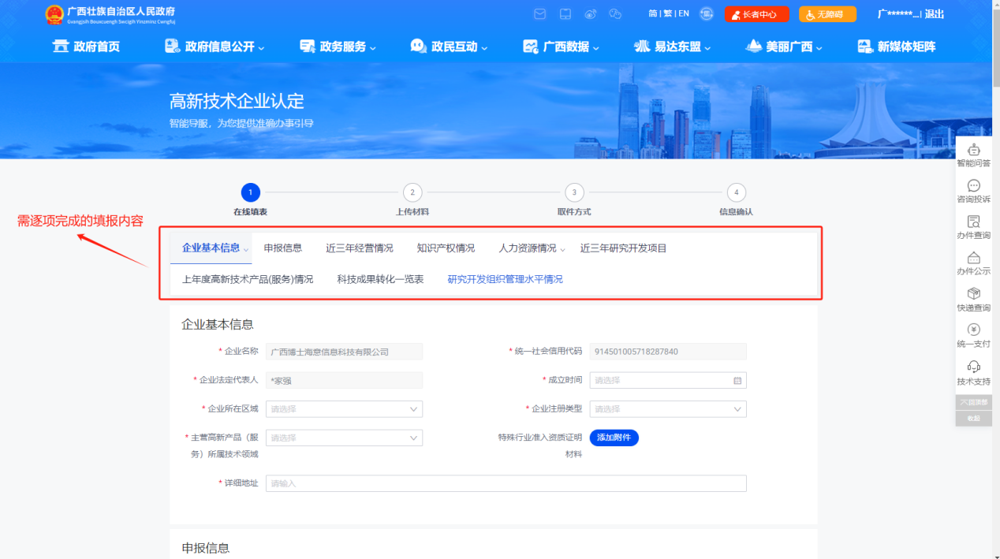 广西壮族自治区人民政府
Gvangjsih Bouxcuengh Swcigih Yinzminz Cwngfuj
简 | 繁 | EN
长者中心
无障碍
广******...| 退出
政府首页
政府信息公开
政务服务
政民互动
广西数据
易达东盟
美丽广西
新媒体矩阵
高新技术企业认定
智能导服，为您提供准确办事引导
智能问答
咨询投诉
办件查询
办件公示
快递查询
统一支付
技术支持
回顶部
收起
1
2
3
4
在线填表
上传材料
取件方式
信息确认
需逐项完成的填报内容
企业基本信息
申报信息
近三年经营情况
知识产权情况
人力资源情况
近三年研究开发项目
上年度高新技术产品(服务)情况
科技成果转化一览表
研究开发组织管理水平情况
企业基本信息
* 企业名称
广西博士海意信息科技有限公司
* 统一社会信用代码
914501005718287840
* 企业法定代表人
*家强
* 成立时间
请选择
* 企业所在区域
请选择
* 企业注册类型
请选择
* 主营高新产品（服
务）所属技术领域
请选择
特殊行业准入资质证明
材料
添加附件
* 详细地址
请输入
申报信息